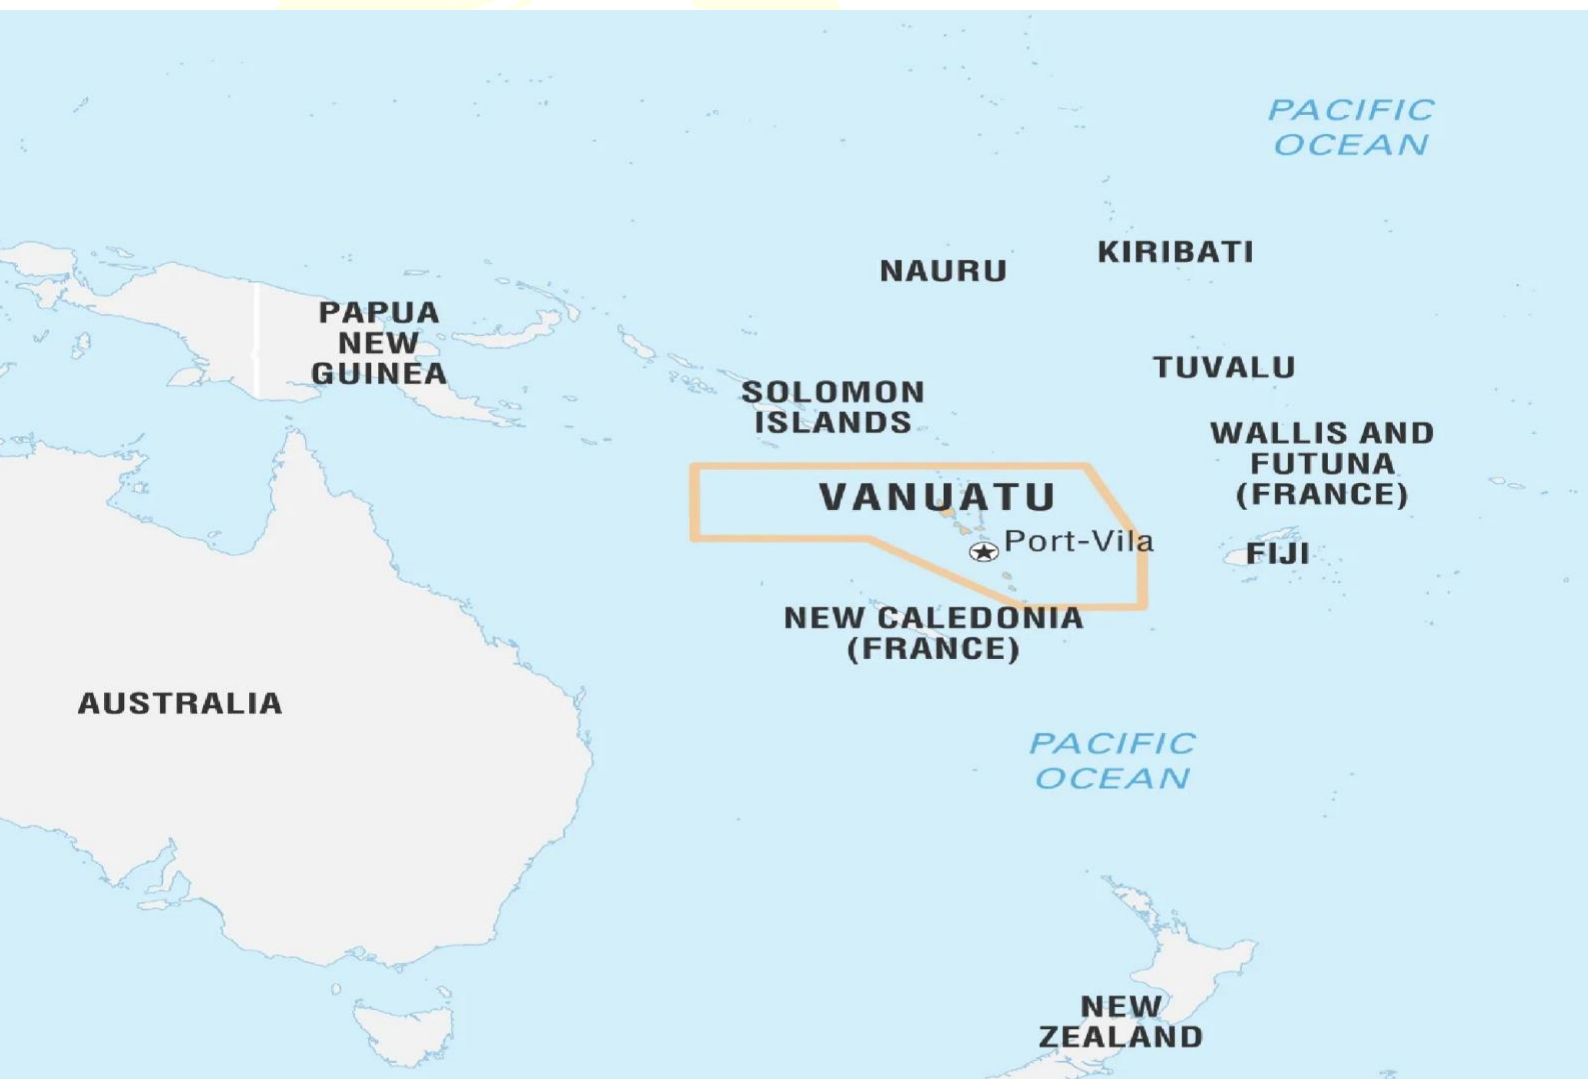 PACIFIC
OCEAN
KIRIBATI
NAURU
PAPUA
NEW
GUINEA
TUVALU
SOLOMON
ISLANDS
WALLIS AND
FUTUNA
(FRANCE)
VANUATU
Port-Vila
FIJI
NEW CALEDONIA
(FRANCE)
AUSTRALIA
PACIFIC
OCEAN
NEW
ZEALAND